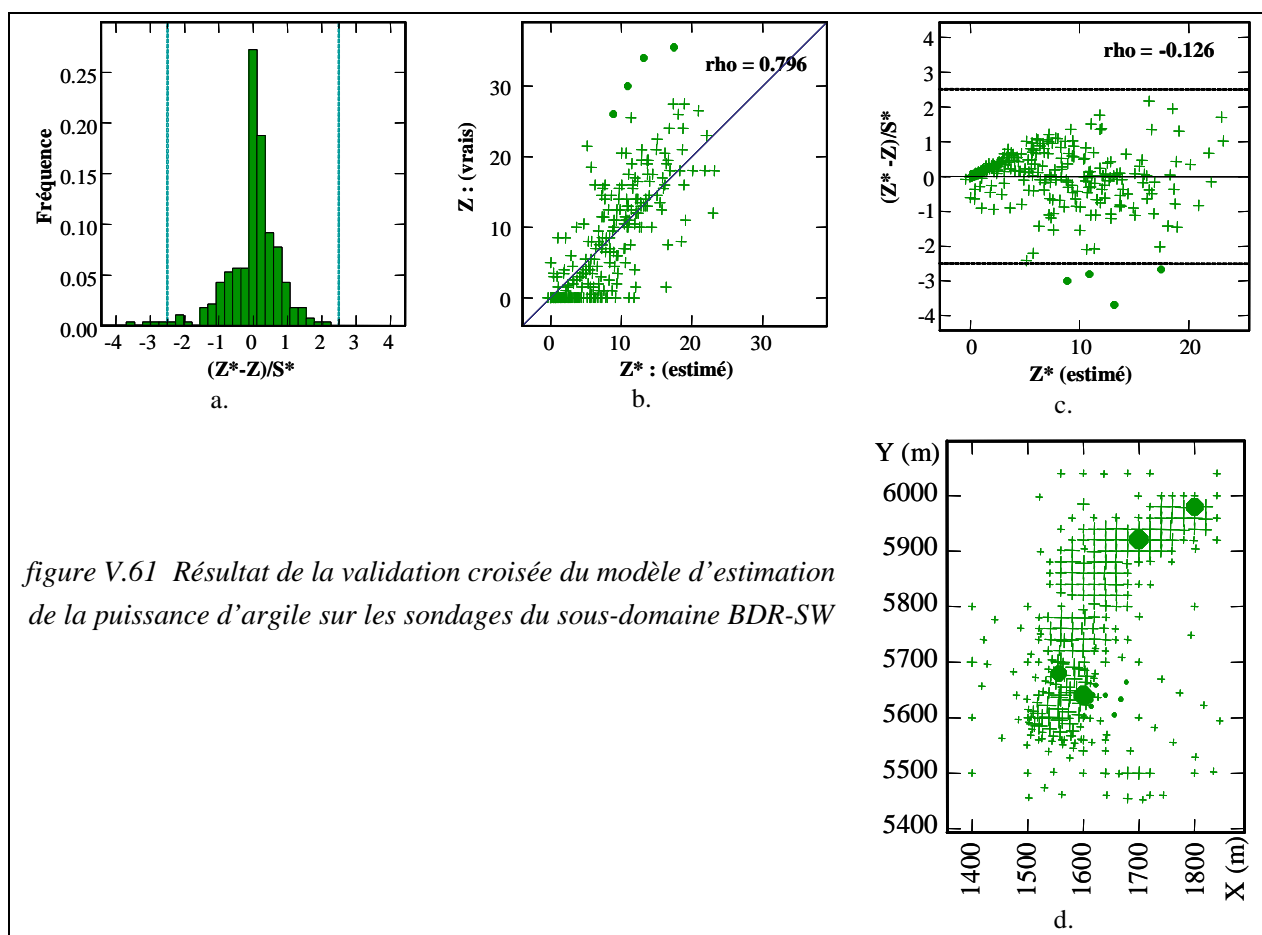 0.25
0.20
0.15
0.10
0.05
0.00
Fréquence
-4 -3 -2 -1 0 1 2 3 4
(Z*-Z)/S*
a.
rho = 0.796
30
20
10
0
Z : (vrais)
0 10 20 30
Z* : (estimé)
b.
rho = -0.126
4
3
2
1
0
-1
-2
-3
-4
(Z* -Z)/S*
0 10 20
Z* (estimé)
c.
Y (m)
6000
5900
5800
5700
5600
5500
5400
1400
1500
1600
1700
1800
X (m)
d.
figure V.61 Résultat de la validation croisée du modèle d'estimation
de la puissance d'argile sur les sondages du sous-domaine BDR-SW